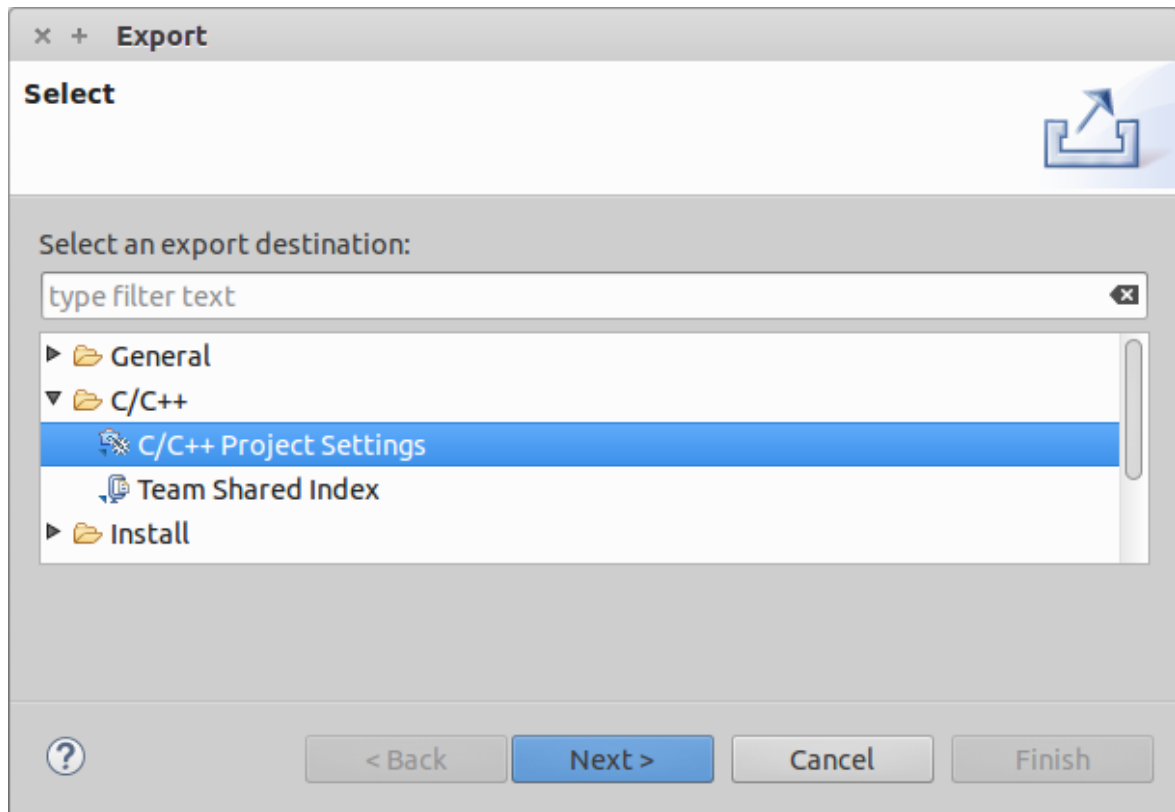 Export
Select
Select an export destination:
type filter text
General
C/C++
C/C++ Project Settings
Team Shared Index
Install
< Back Next > Cancel Finish